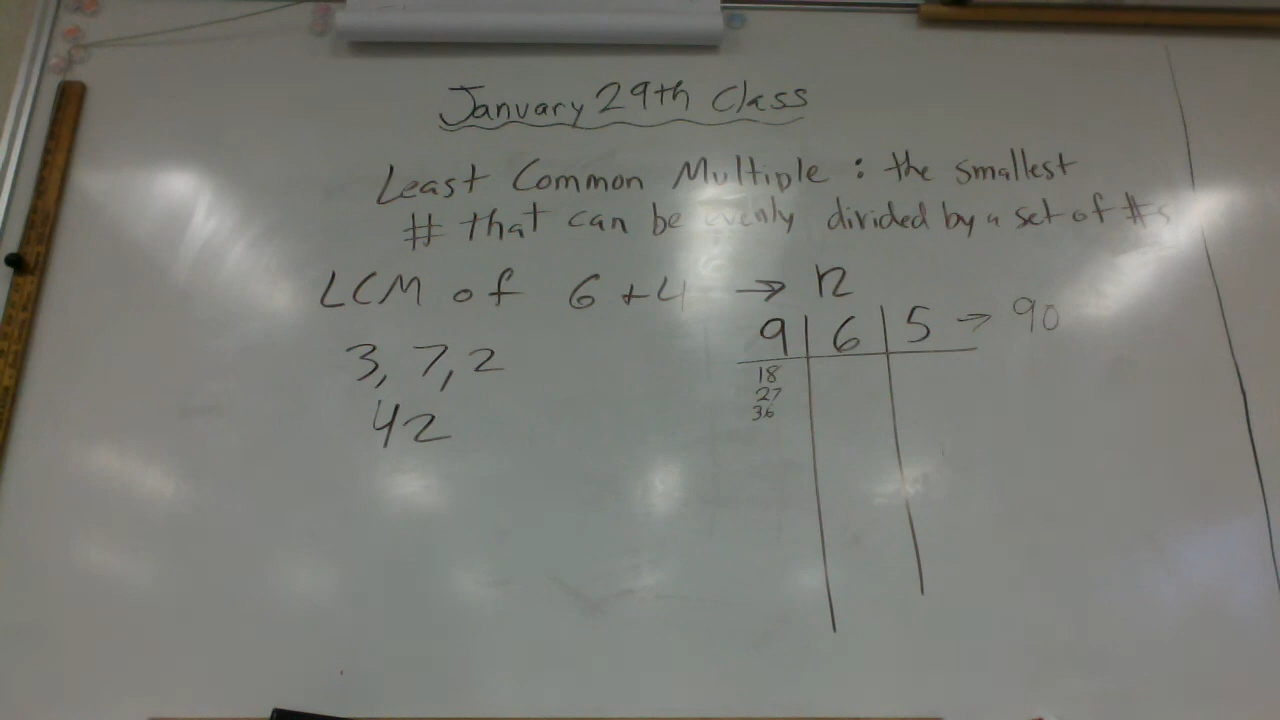 January 29th Class
Least Common Multiple : the smallest
# that can be evenly divided by a set of #s
LCM of 6 + 4 → 12
3, 7, 2
42
9 | 6 | 5 → 90
18
27
36